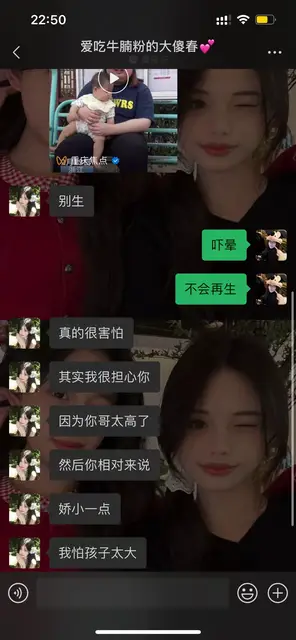 22:50
爱吃牛腩粉的大傻春💕
重庆焦点
别生
吓晕
不会再生
真的很害怕
其实我很担心你
因为你哥太高了
然后你相对来说
娇小一点
我怕孩子太大